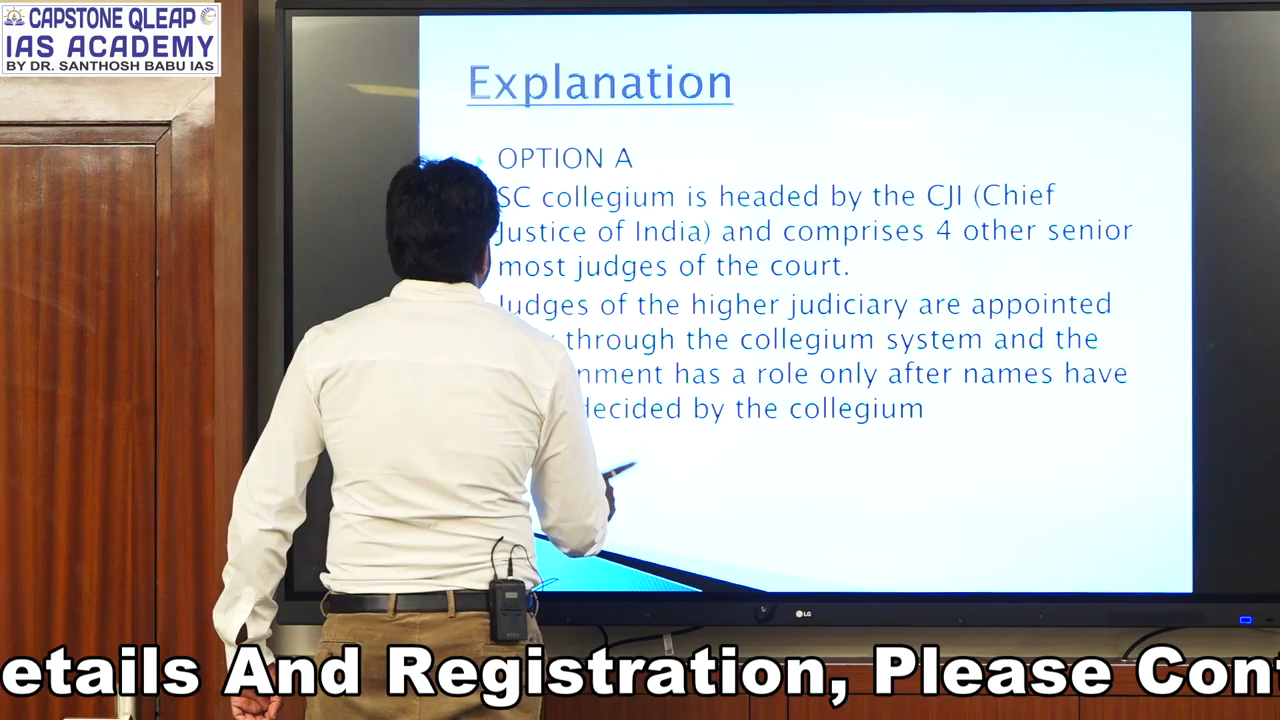 CAPSTONE QLEAP
IAS ACADEMY
BY DR. SANTHOSH BABU IAS
Explanation
OPTION A
SC collegium is headed by the CJI (Chief
Justice of India) and comprises 4 other senior
most judges of the court.
Judges of the higher judiciary are appointed
through the collegium system and the
has a role only after names have
decided by the collegium
LG
And Registration, Please